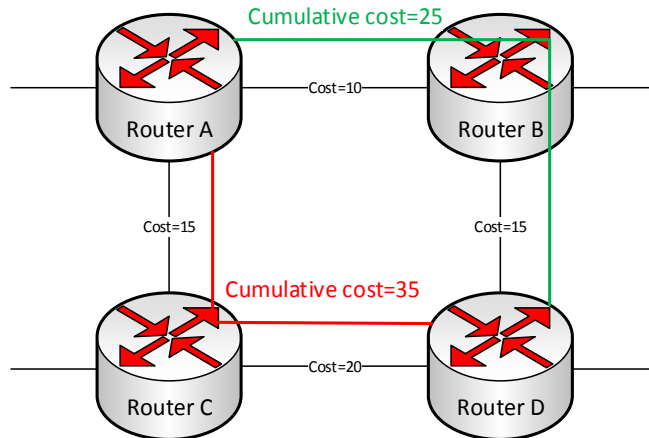 Cumulative cost=25
Cost=10
Router A
Router B
Cost=15
Cost=15
Cumulative cost=35
Cost=20
Router C
Router D